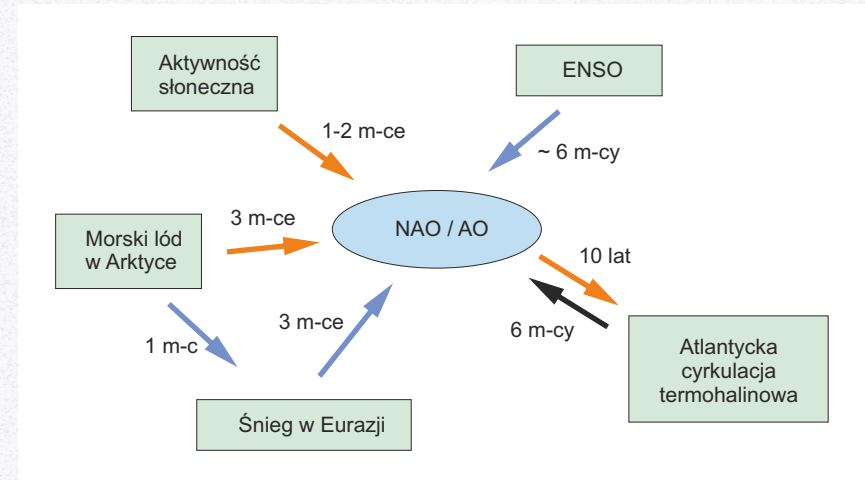 Aktywność
słoneczna
ENSO
1-2 m-ce
~ 6 m-cy
Morski lód
w Arktyce
3 m-ce
NAO / AO
10 lat
1 m-c
3 m-ce
6 m-cy
Atlantycka
cyrkulacja
termohalinowa
Śnieg w Eurazji